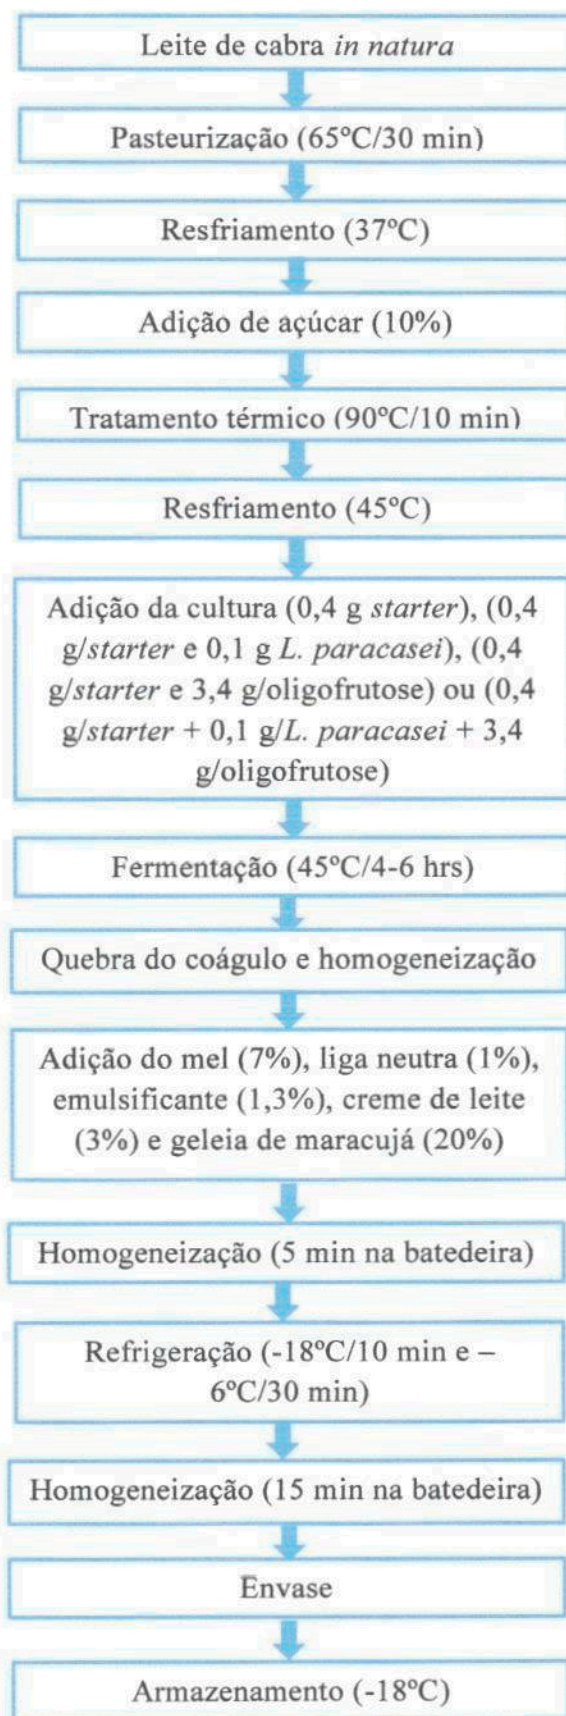 Leite de cabra in natura
Pasteurização (65ºC/30 min)
Resfriamento (37ºC)
Adição de açúcar (10%)
Tratamento térmico (90ºC/10 min)
Resfriamento (45ºC)
Adição da cultura (0,4 g starter), (0,4
g/starter e 0,1 g L. paracasei), (0,4
g/starter e 3,4 g/oligofrutose) ou (0,4
g/starter + 0,1 g/L. paracasei + 3,4
g/oligofrutose)
Fermentação (45ºC/4-6 hrs)
Quebra do coágulo e homogeneização
Adição do mel (7%), liga neutra (1%),
emulsificante (1,3%), creme de leite
(3%) e geleia de maracujá (20%)
Homogeneização (5 min na batedeira)
Refrigeração (-18ºC/10 min e –
6ºC/30 min)
Homogeneização (15 min na batedeira)
Envase
Armazenamento (-18ºC)